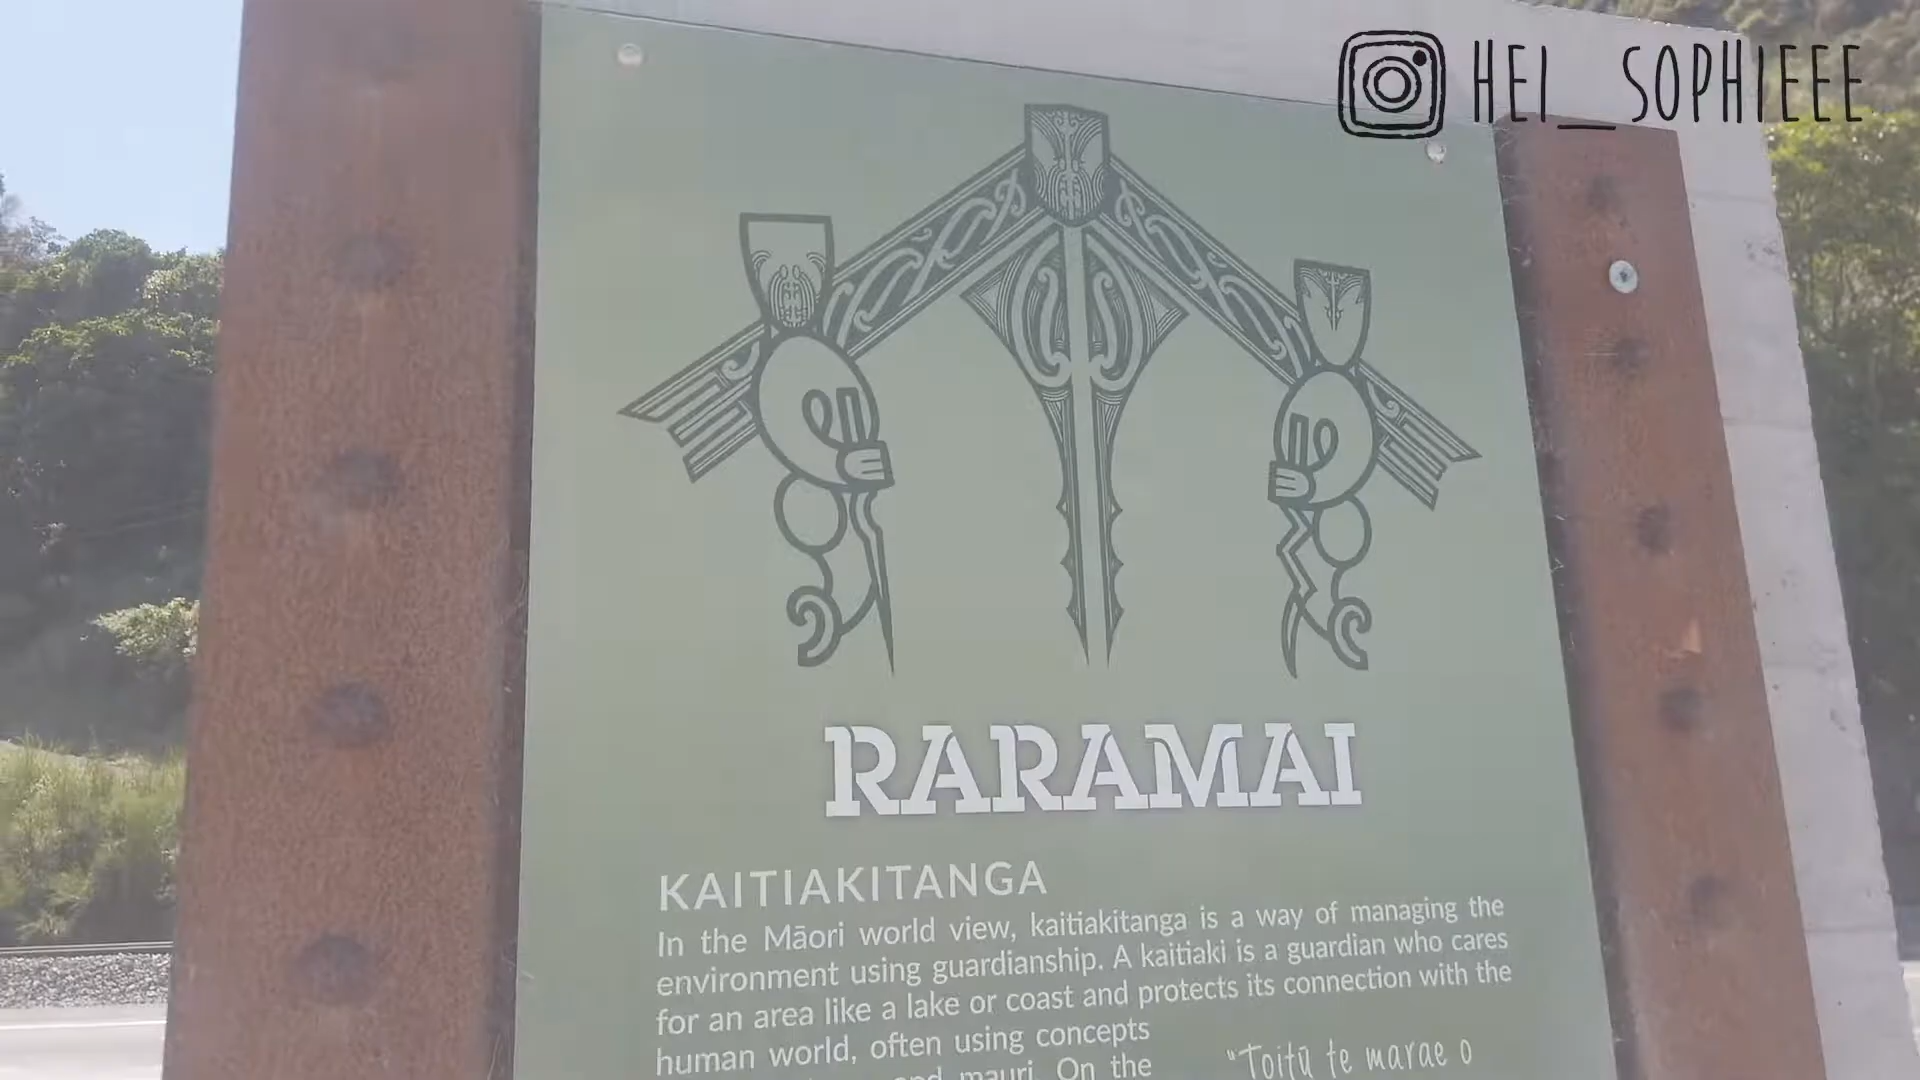 HEI__SOPHIEEE
RARAMAI
KAITIAKITANGA
In the Māori world view, kaitiakitanga is a way of managing the
environment using guardianship. A kaitiaki is a guardian who cares
for an area like a lake or coast and protects its connection with the
human world, often using concepts
and mauri. On the
"Toitū te marae o